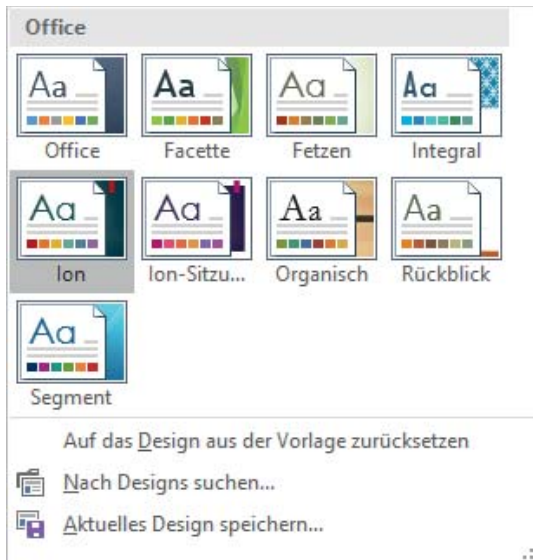 Office
Aa Aa Aa Aa
Office Facette Fetzen Integral
Aa Aa Aa Aa
Ion Ion-Sitzu... Organisch Rückblick
Aa
Segment
Auf das Design aus der Vorlage zurücksetzen
Nach Designs suchen...
Aktuelles Design speichern...